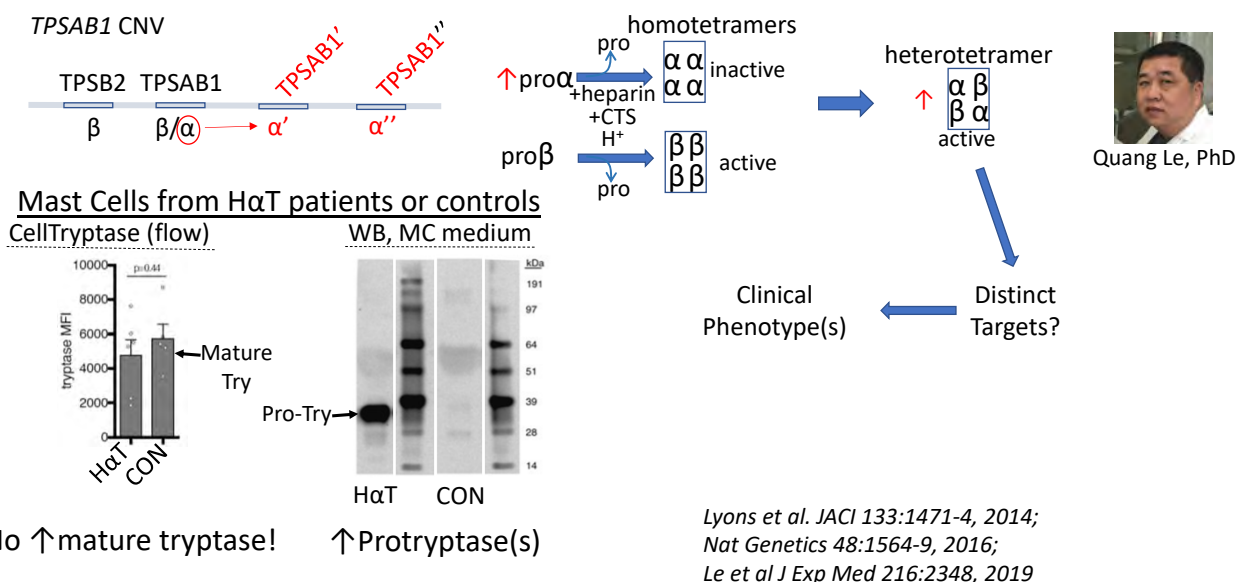 TPSAB1 CNV
TPSAB1'
TPSAB1''
TPSB2
TPSAB1
β
β/α
α'
α''
homotetramers
pro
↑proα
+heparin
+CTS
H⁺
α α
α α
inactive
proβ
pro
ββ
ββ
active
heterotetramer
↑
α β
β α
active
Quang Le, PhD
Distinct
Targets?
Clinical
Phenotype(s)
Mast Cells from HαT patients or controls
CellTryptase (flow)
tryptase MFI
10000
8000
6000
4000
2000
0
p=0.44
HαT
CON
Mature
Try
WB, MC medium
kDa
191
97
64
51
39
28
14
Pro-Try
HαT
CON
↑mature tryptase!
↑Protryptase(s)
Lyons et al. JACI 133:1471-4, 2014;
Nat Genetics 48:1564-9, 2016;
Le et al J Exp Med 216:2348, 2019